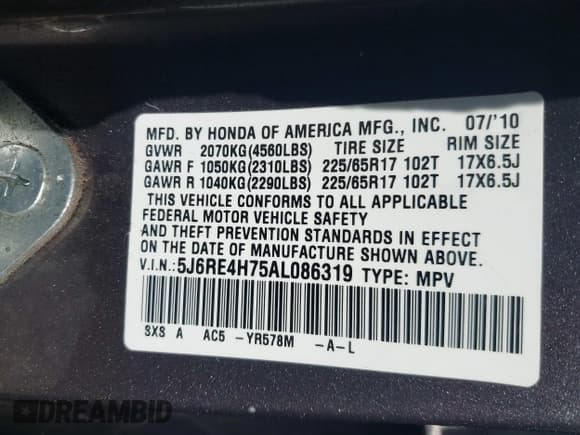 MFD. BY HONDA OF AMERICA MFG., INC. 07/'10
GVWR 2070KG(4560LBS) TIRE SIZE RIM SIZE
GAWR F 1050KG(2310LBS) 225/65R17 102T 17X6.5J
GAWR R 1040KG(2290LBS) 225/65R17 102T 17X6.5J
THIS VEHICLE CONFORMS TO ALL APPLICABLE
FEDERAL MOTOR VEHICLE SAFETY
AND THEFT PREVENTION STANDARDS IN EFFECT
ON THE DATE OF MANUFACTURE SHOWN ABOVE.
V.I.N.:5J6RE4H75AL086319 TYPE: MPV
SXS A AC5 -YR578M -A-L
DREAMBID